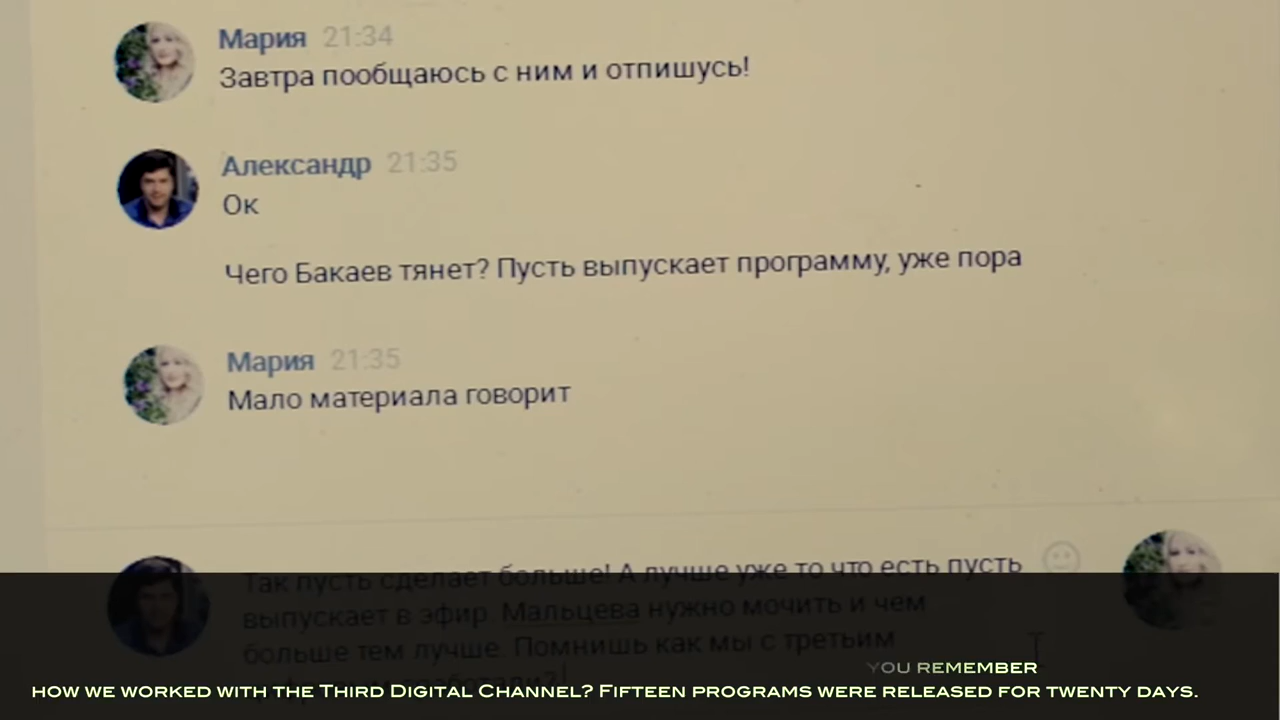 Мария 21:34
Завтра пообщаюсь с ним и отпишусь!
Александр 21:35
Ок
Чего Бакаев тянет? Пусть выпускает программу, уже пора
Мария 21:35
Мало материала говорит
Так пусть сделает больше! А лучше уже то что есть пусть
выпускает в эфир. Мальцева нужно мочить и чем
больше тем лучше. Помнишь как мы с третьим
YOU REMEMBER
HOW WE WORKED WITH THE THIRD DIGITAL CHANNEL? FIFTEEN PROGRAMS WERE RELEASED FOR TWENTY DAYS.